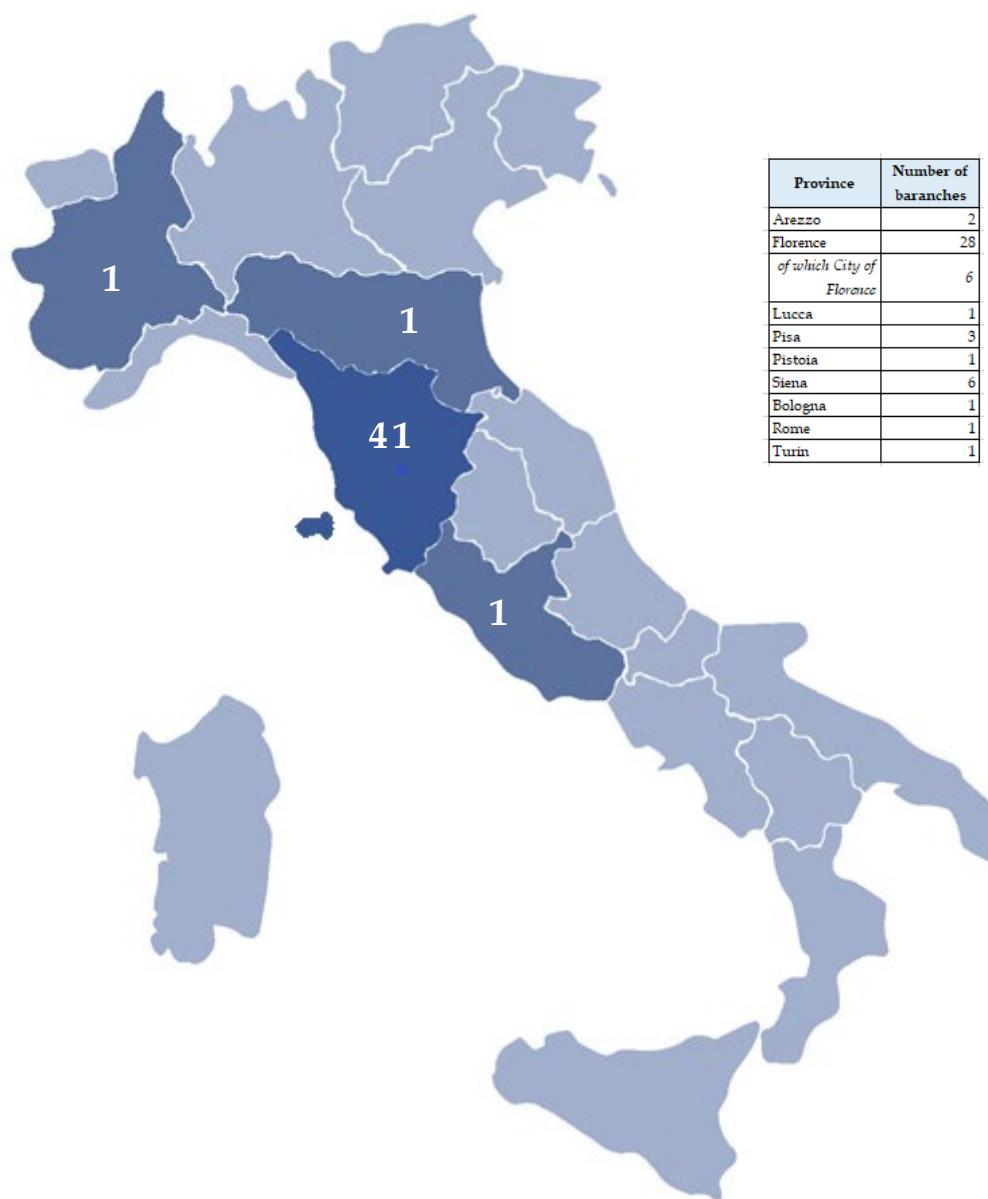 Province Number of
baranches
Arezzo 2
Florence 28
of which City of
Florence 6
Lucca 1
Pisa 3
Pistoia 1
Siena 6
Bologna 1
Rome 1
Turin 1
1
1
41
1